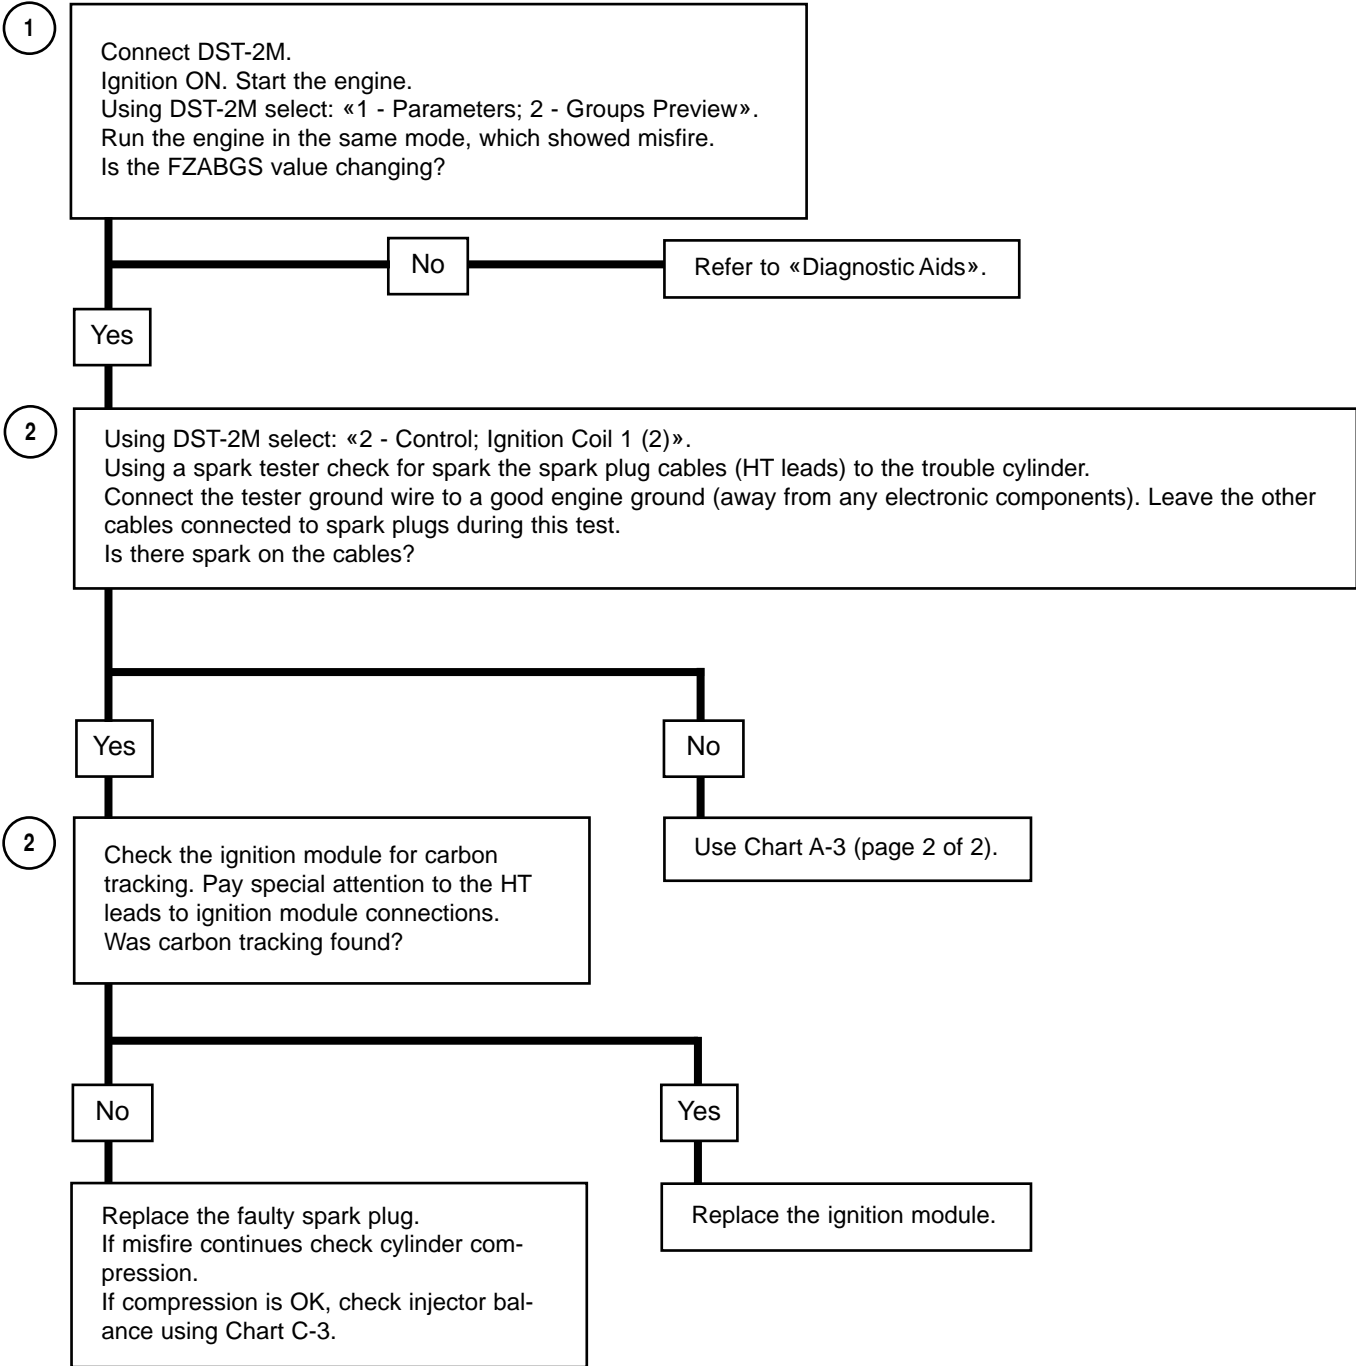 1
Connect DST-2M.
Ignition ON. Start the engine.
Using DST-2M select: «1 - Parameters; 2 - Groups Preview».
Run the engine in the same mode, which showed misfire.
Is the FZABGS value changing?
No
Refer to «Diagnostic Aids».
Yes
2
Using DST-2M select: «2 - Control; Ignition Coil 1 (2)».
Using a spark tester check for spark the spark plug cables (HT leads) to the trouble cylinder.
Connect the tester ground wire to a good engine ground (away from any electronic components). Leave the other
cables connected to spark plugs during this test.
Is there spark on the cables?
Yes
No
2
Check the ignition module for carbon
tracking. Pay special attention to the HT
leads to ignition module connections.
Was carbon tracking found?
Use Chart A-3 (page 2 of 2).
No
Yes
Replace the faulty spark plug.
If misfire continues check cylinder com-
pression.
If compression is OK, check injector bal-
ance using Chart C-3.
Replace the ignition module.